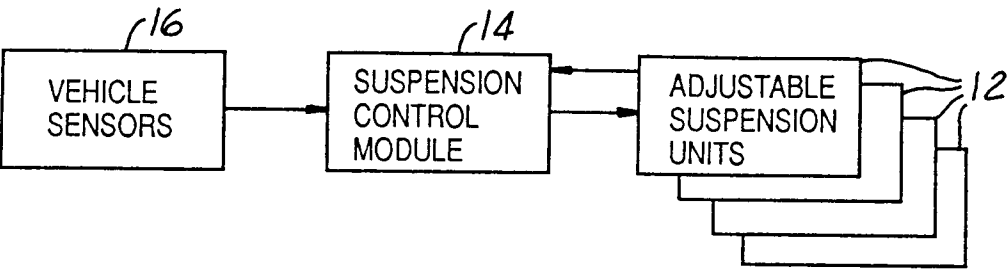 16
VEHICLE
SENSORS
14
SUSPENSION
CONTROL
MODULE
ADJUSTABLE
SUSPENSION
UNITS
12